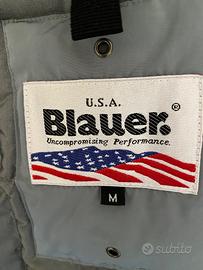 U.S.A.
Blauer.®
Uncompromising Performance.
M
subito